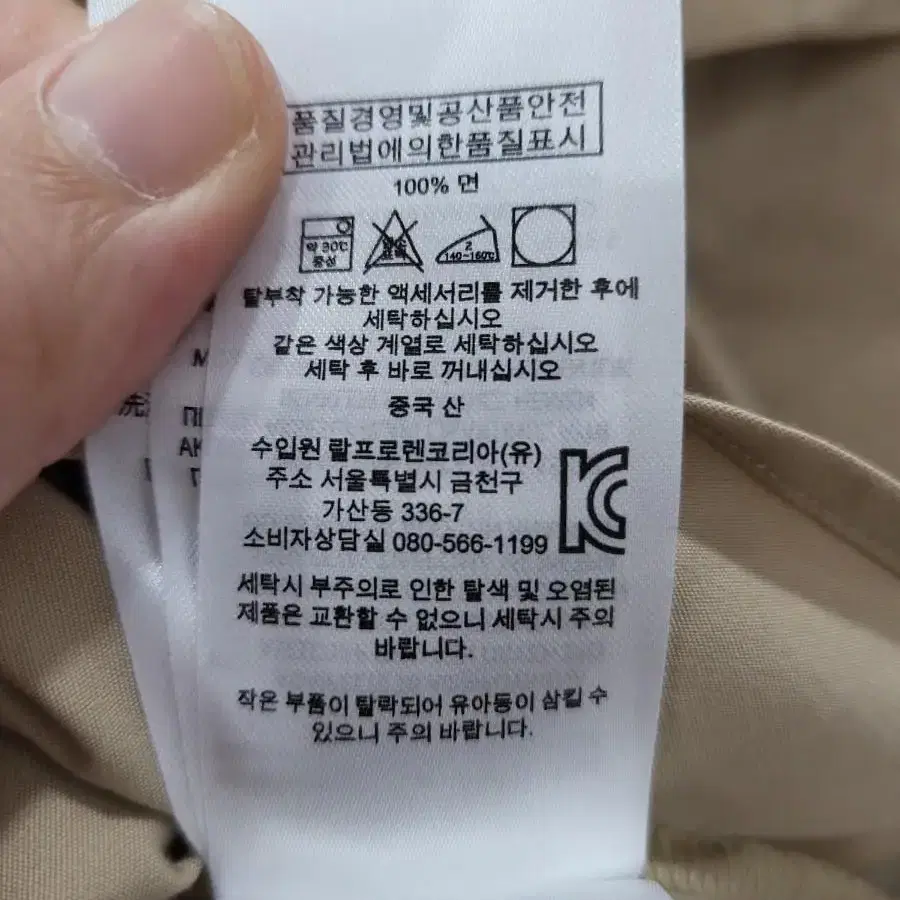 품질경영및공산품안전
관리법에의한품질표시
100% 면
약 30℃
중성
2
140~160℃
탈부착 가능한 액세서리를 제거한 후에
세탁하십시오
같은 색상 계열로 세탁하십시오
세탁 후 바로 꺼내십시오
중국 산
수입원 랄프로렌코리아(유)
주소 서울특별시 금천구
가산동 336-7
소비자상담실 080-566-1199
KC
세탁시 부주의로 인한 탈색 및 오염된
제품은 교환할 수 없으니 세탁시 주의
바랍니다.
작은 부품이 탈락되어 유아등이 삼킬 수
있으니 주의 바랍니다.